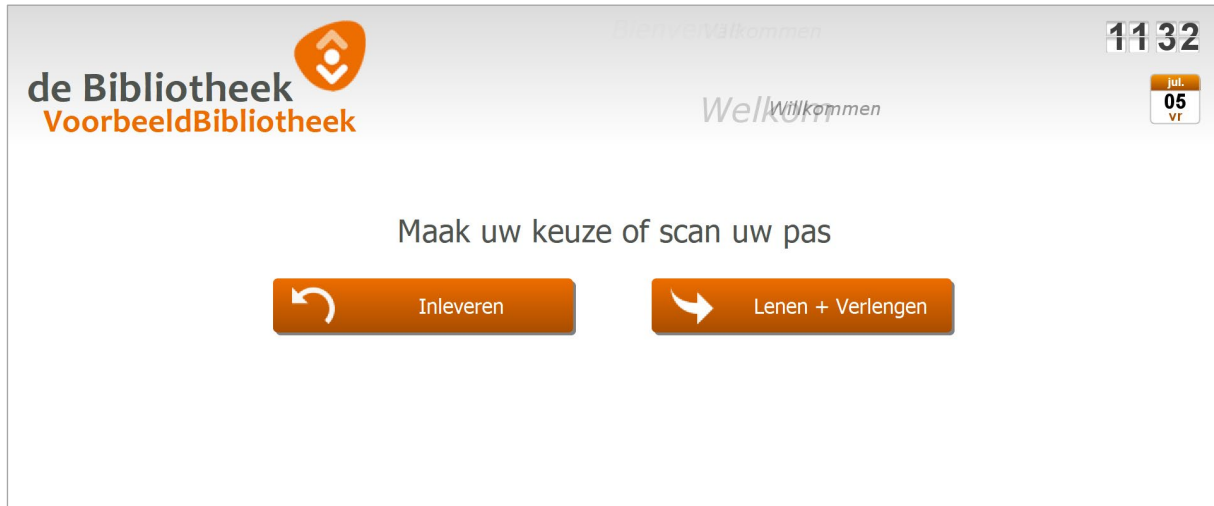 Välkommen
11 32
de Bibliotheek
VoorbeeldBibliotheek
Welkom
Willkommen
jul.
05
vr
Maak uw keuze of scan uw pas
Inleveren
Lenen + Verlengen